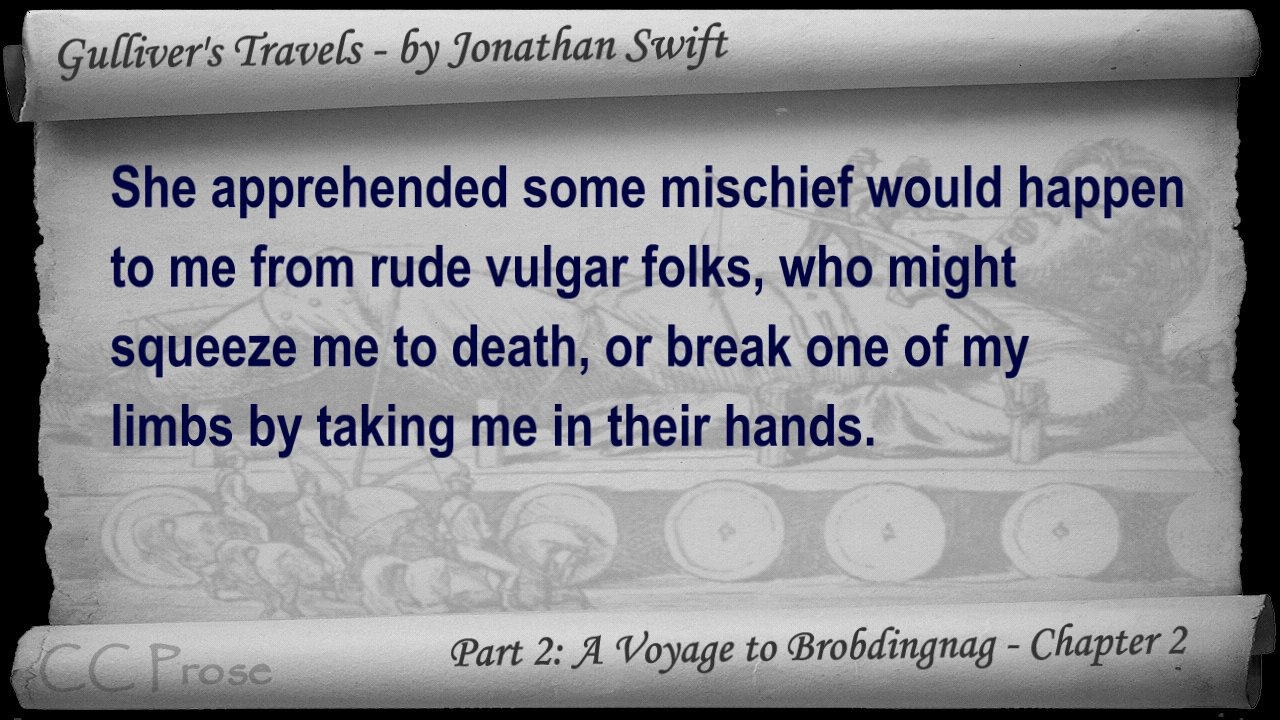 Gulliver's Travels - by Jonathan Swift
She apprehended some mischief would happen
to me from rude vulgar folks, who might
squeeze me to death, or break one of my
limbs by taking me in their hands.
Part 2: A Voyage to Brobdingnag - Chapter 2
CC Prose